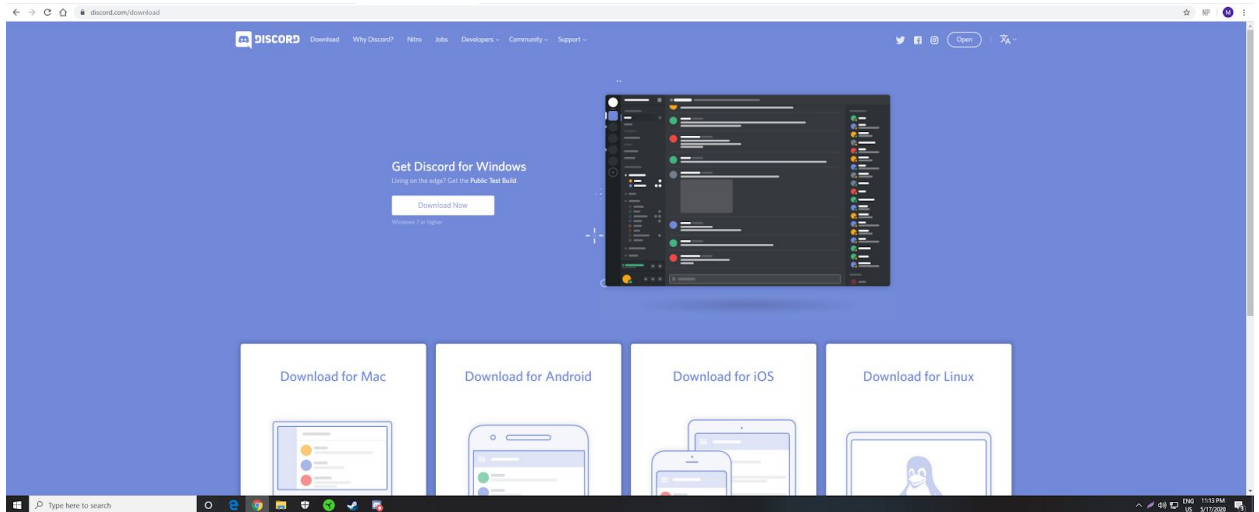 discord.com/download
NP
M
DISCORD Download Why Discord? Nitro Jobs Developers Community Support Open
Get Discord for Windows
Living on the edge? Get the Public Test Build
Download Now
Windows 7 or higher
Download for Mac
Download for Android
Download for iOS
Download for Linux
Type here to search
ENG 11:13 PM
US 5/17/2020